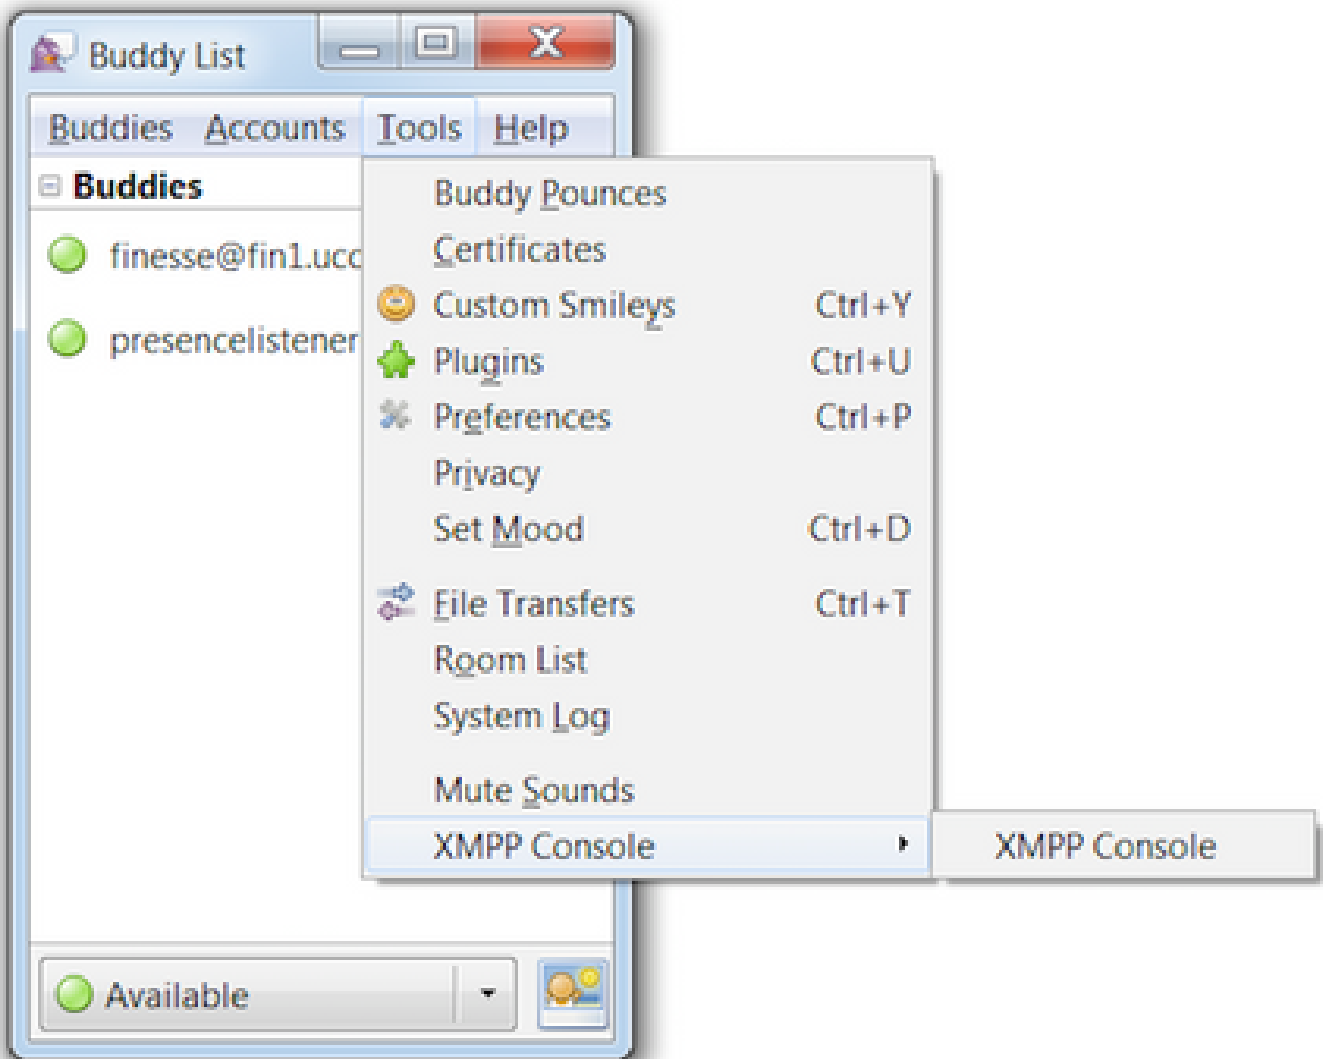 Buddy List
Buddies Accounts Tools Help
Buddies
finesse@fin1.ucc
presencelistener
Buddy Pounces
Certificates
Custom Smileys Ctrl+Y
Plugins Ctrl+U
Preferences Ctrl+P
Privacy
Set Mood Ctrl+D
File Transfers Ctrl+T
Room List
System Log
Mute Sounds
XMPP Console
XMPP Console
Available